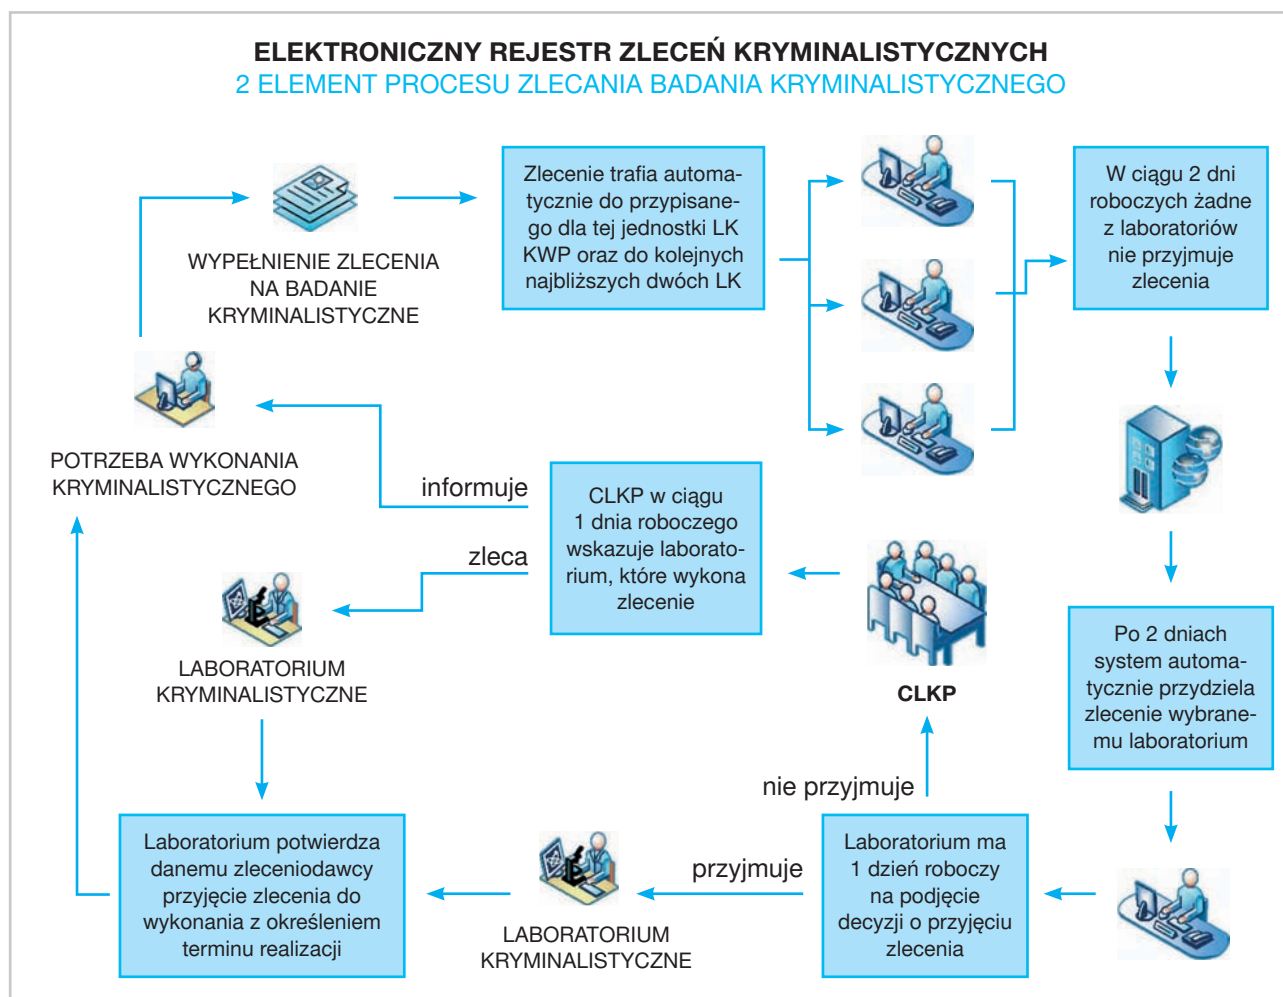 ELEKTRONICZNY REJESTR ZLECEŃ KRYMINALISTYCZNYCH
2 ELEMENT PROCESU ZLECANIA BADANIA KRYMINALISTYCZNEGO
WYPEŁNIENIE ZLECENIA
NA BADANIE
KRYMINALISTYCZNE
Zlecenie trafia automa-
tycznie do przypisane-
go dla tej jednostki LK
KWP oraz do kolejnych
najbliższych dwóch LK
W ciągu 2 dni
roboczych żadne
z laboratoriów
nie przyjmuje
zlecenia
POTRZEBA WYKONANIA
KRYMINALISTYCZNEGO
informuje
zleca
CLKP w ciągu
1 dnia roboczego
wskazuje laborato-
rium, które wykona
zlecenie
CLKP
Po 2 dniach
system automa-
tycznie przydziela
zlecenie wybrane-
mu laboratorium
LABORATORIUM
KRYMINALISTYCZNE
nie przyjmuje
Laboratorium potwierdza
danemu zleceniodawcy
przyjęcie zlecenia do
wykonania z określeniem
terminu realizacji
LABORATORIUM
KRYMINALISTYCZNE
przyjmuje
Laboratorium ma
1 dzień roboczy
na podjęcie
decyzji o przyjęciu
zlecenia